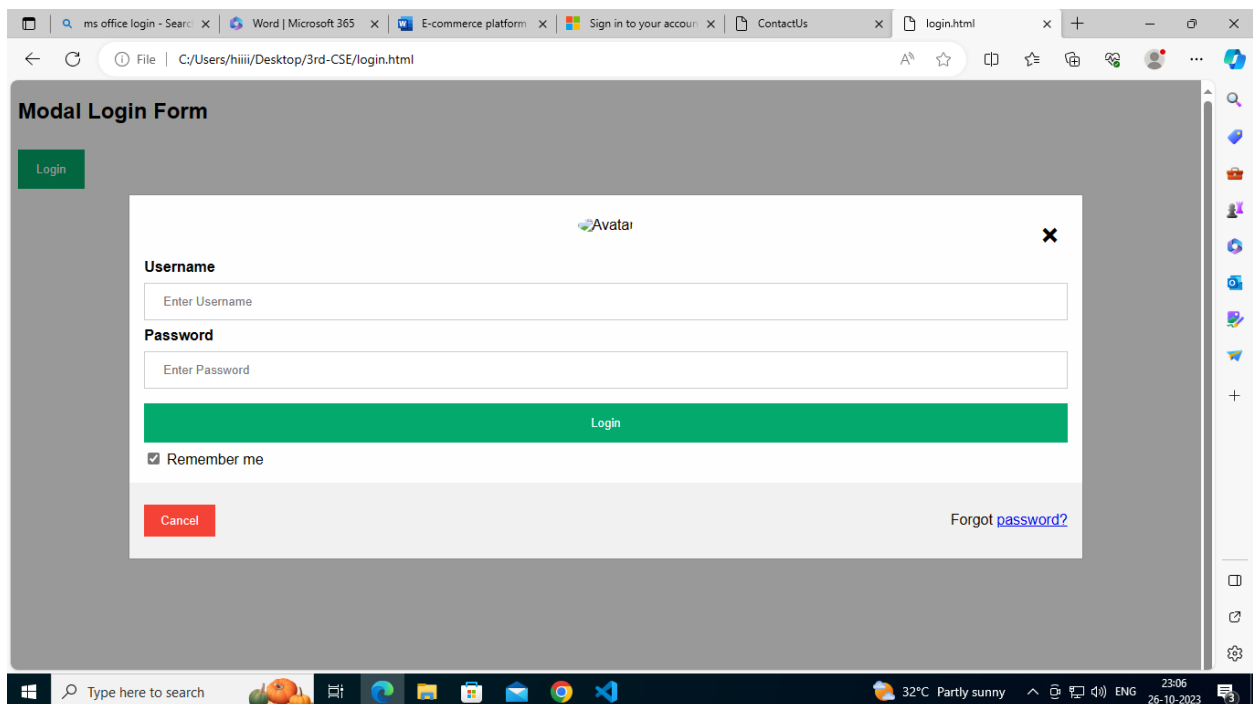 ms office login - Searc
Word | Microsoft 365
E-commerce platform
Sign in to your accoun
ContactUs
login.html
File
C:/Users/hiiii/Desktop/3rd-CSE/login.html
Modal Login Form
Login
Avatar
×
Username
Enter Username
Password
Enter Password
Login
Remember me
Cancel
Forgot password?
Type here to search
32°C Partly sunny
ENG
23:06
26-10-2023
3